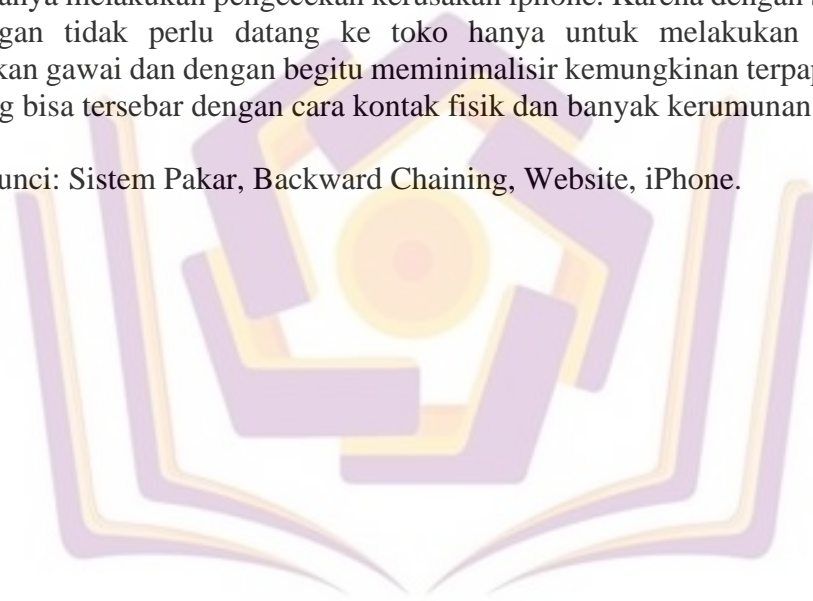 anya melakukan pengecekan kerusakan iphone. Karena dengan
gan tidak perlu datang ke toko hanya untuk melakukan
kan gawai dan dengan begitu meminimalisir kemungkinan terpap
g bisa tersebar dengan cara kontak fisik dan banyak kerumunan
unci: Sistem Pakar, Backward Chaining, Website, iPhone.